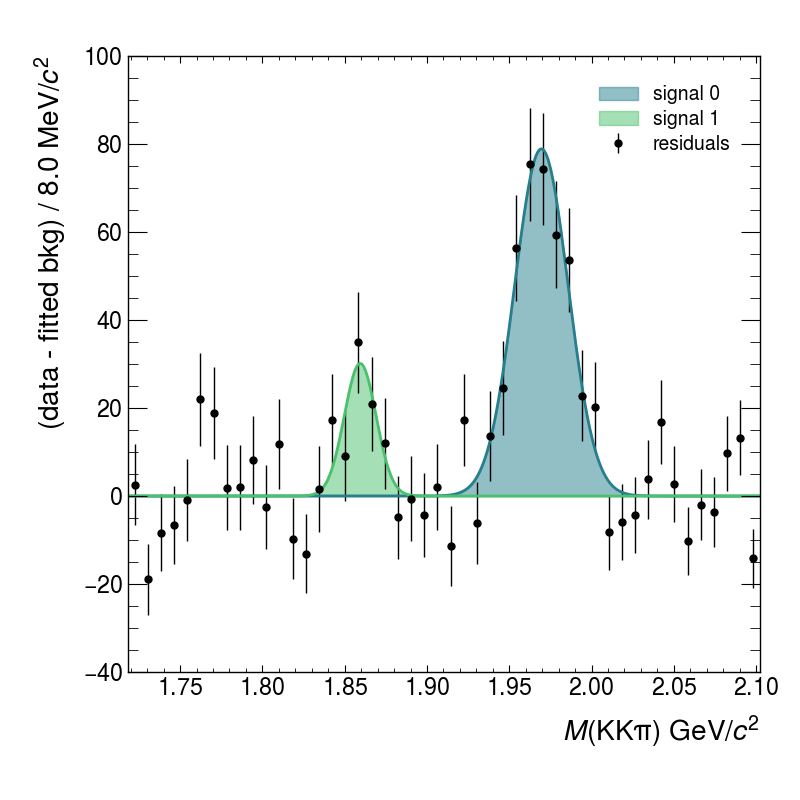 (data - fitted bkg) / 8.0 MeV/c²
100
80
60
40
20
0
−20
−40
signal 0
signal 1
residuals
1.75 1.80 1.85 1.90 1.95 2.00 2.05 2.10
M(KKπ) GeV/c²